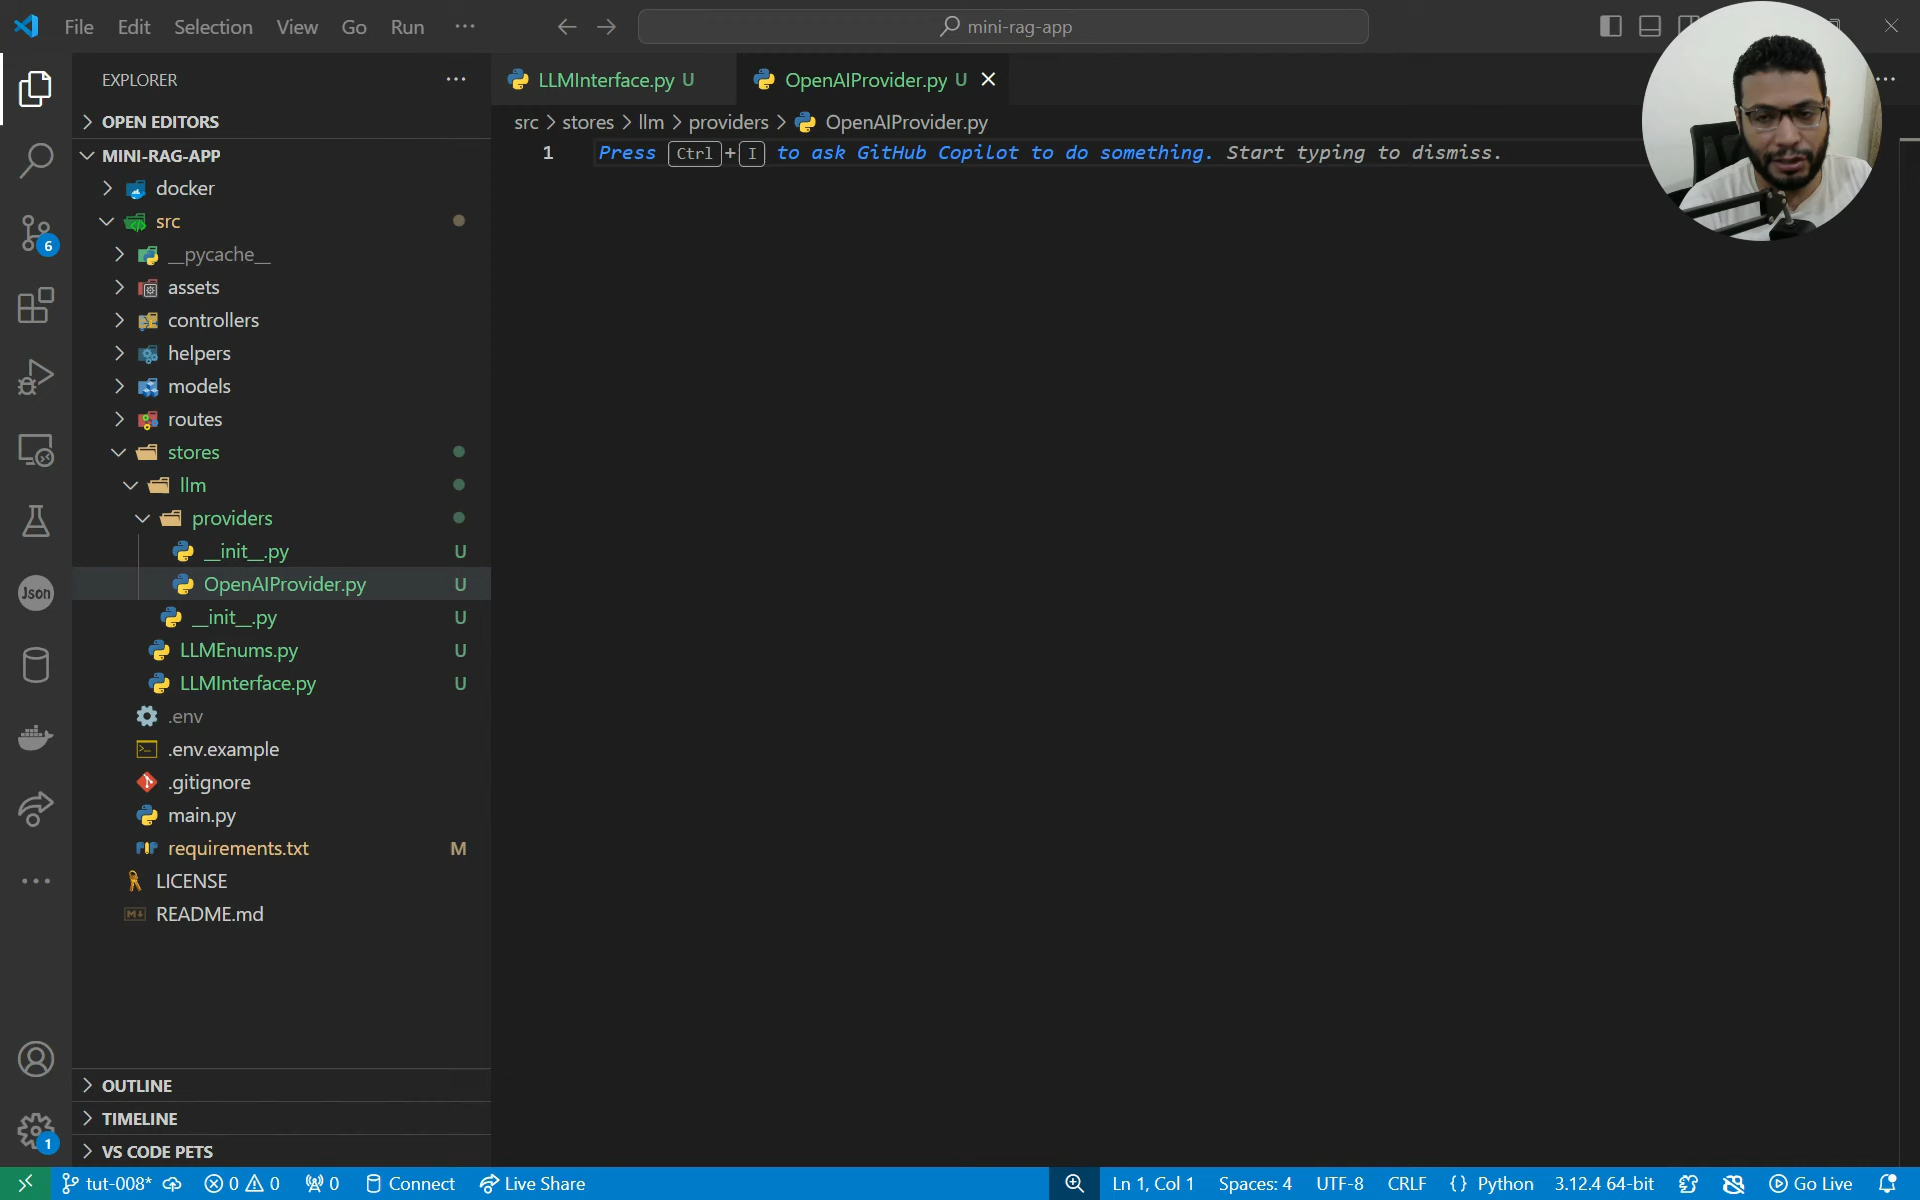 File Edit Selection View Go Run ···
mini-rag-app
EXPLORER
LLMInterface.py U
OpenAIProvider.py U
OPEN EDITORS
src > stores > llm > providers > OpenAIProvider.py
MINI-RAG-APP
1 Press Ctrl+I to ask GitHub Copilot to do something. Start typing to dismiss.
docker
src
6
__pycache__
assets
controllers
helpers
models
routes
stores
llm
providers
__init__.py U
OpenAIProvider.py U
Json
__init__.py U
LLMEnums.py U
LLMInterface.py U
.env
.env.example
.gitignore
main.py
requirements.txt M
LICENSE
README.md
OUTLINE
TIMELINE
1
VS CODE PETS
tut-008* 0 0 0 Connect Live Share Ln 1, Col 1 Spaces: 4 UTF-8 CRLF {} Python 3.12.4 64-bit Go Live